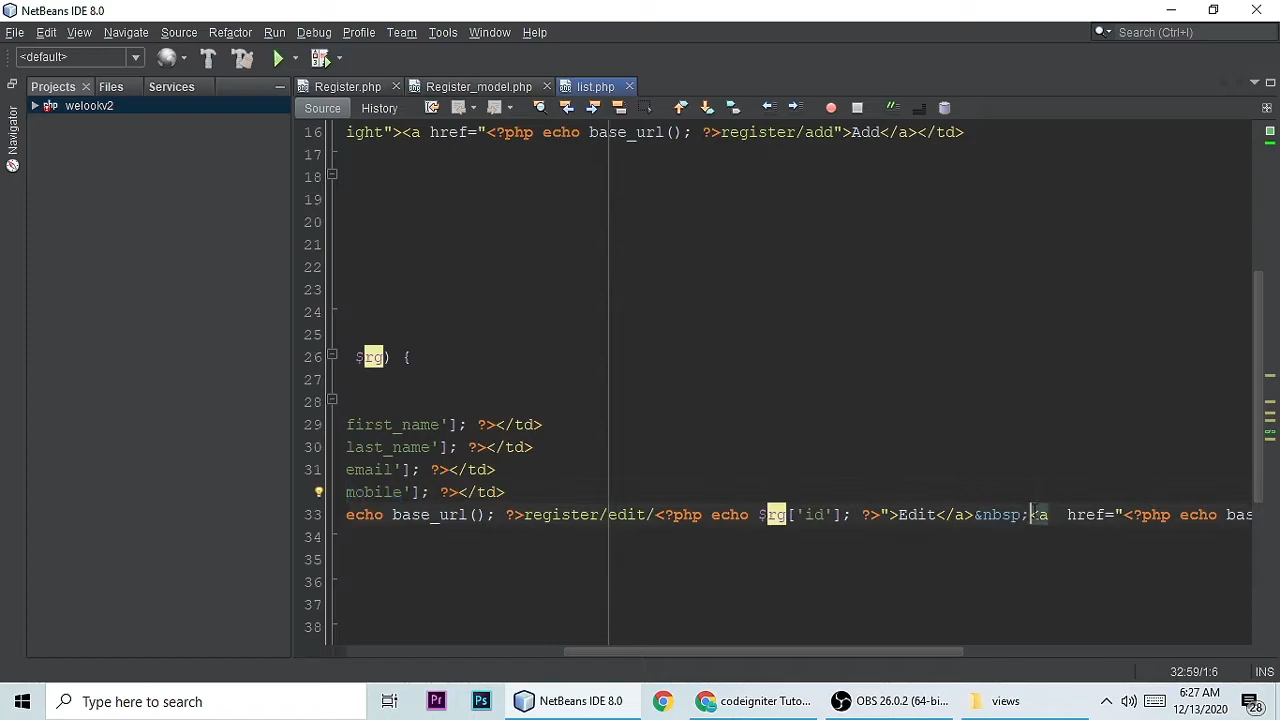 NetBeans IDE 8.0
File Edit View Navigate Source Refactor Run Debug Profile Team Tools Window Help
Search (Ctrl+I)
<default>
Projects Files Services
Register.php Register_model.php list.php
welookv2
Source History
Navigator
16 ight"><a href="<?php echo base_url(); ?>register/add">Add</a></td>
17
18
19
20
21
22
23
24
25
26 $rg) {
27
28
29 first_name']; ?></td>
30 last_name']; ?></td>
31 email']; ?></td>
mobile']; ?></td>
33 echo base_url(); ?>register/edit/<?php echo $rg['id']; ?>">Edit</a>&nbsp;<a  href="<?php echo bas
34
35
36
37
38
32:59/1:6 INS
Type here to search
Pr
Ps
NetBeans IDE 8.0
codeigniter Tuto...
OBS 26.0.2 (64-bi...
views
6:27 AM
12/13/2020
28